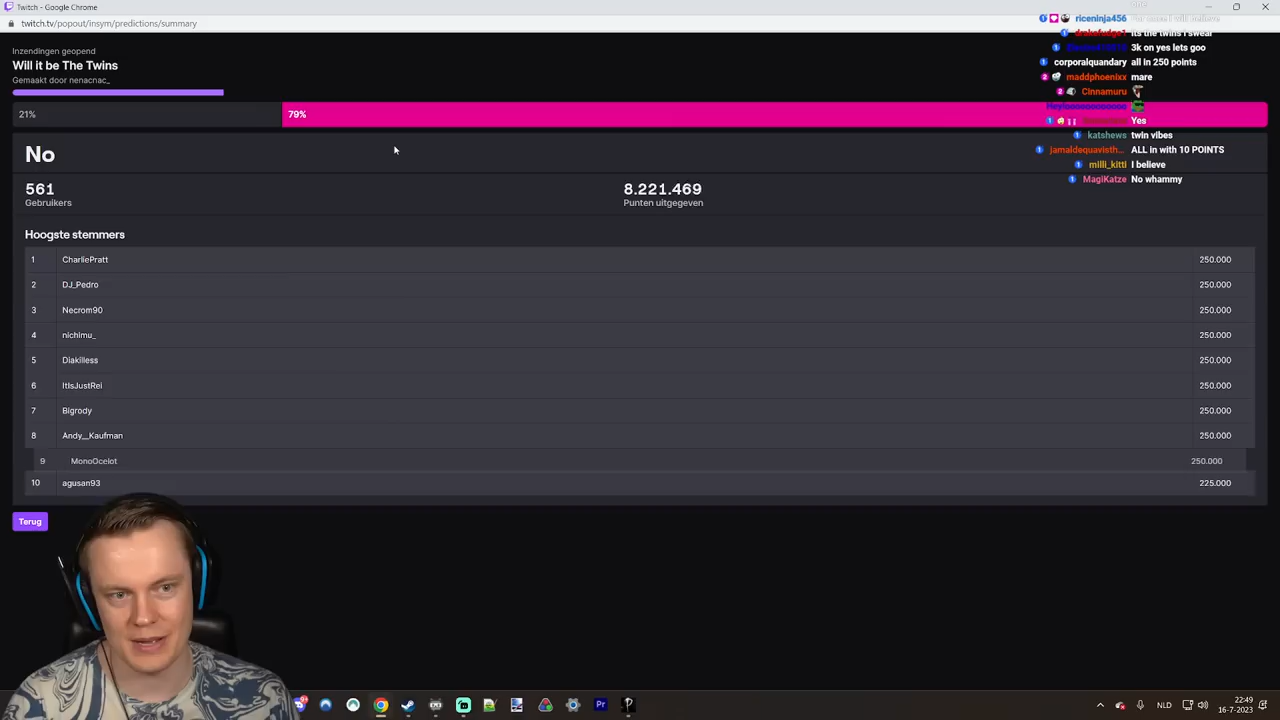 Twitch - Google Chrome
twitch.tv/popout/insym/predictions/summary
Inzendingen geopend
Will it be The Twins
Gemaakt door nenacnac_
21%
79%
No
561
Gebruikers
8.221.469
Punten uitgegeven
Hoogste stemmers
1 CharliePratt 250.000
2 DJ_Pedro 250.000
3 Necrom90 250.000
4 nichimu_ 250.000
5 Diakilless 250.000
6 ItIsJustRei 250.000
7 Bigrody 250.000
8 Andy__Kaufman 250.000
9 MonoOcelot 250.000
10 agusan93 225.000
Terug
riceninja456 I will believe
its the twins i swear
3k on yes lets goo
corporalquandary all in 250 points
maddphoenixx mare
Cinnamuru
Yes
katshews twin vibes
jamaldequavisth... ALL in with 10 POINTS
milli_kitti I believe
MagiKatze No whammy
9+
Pr
NLD
22:49
16-7-2023